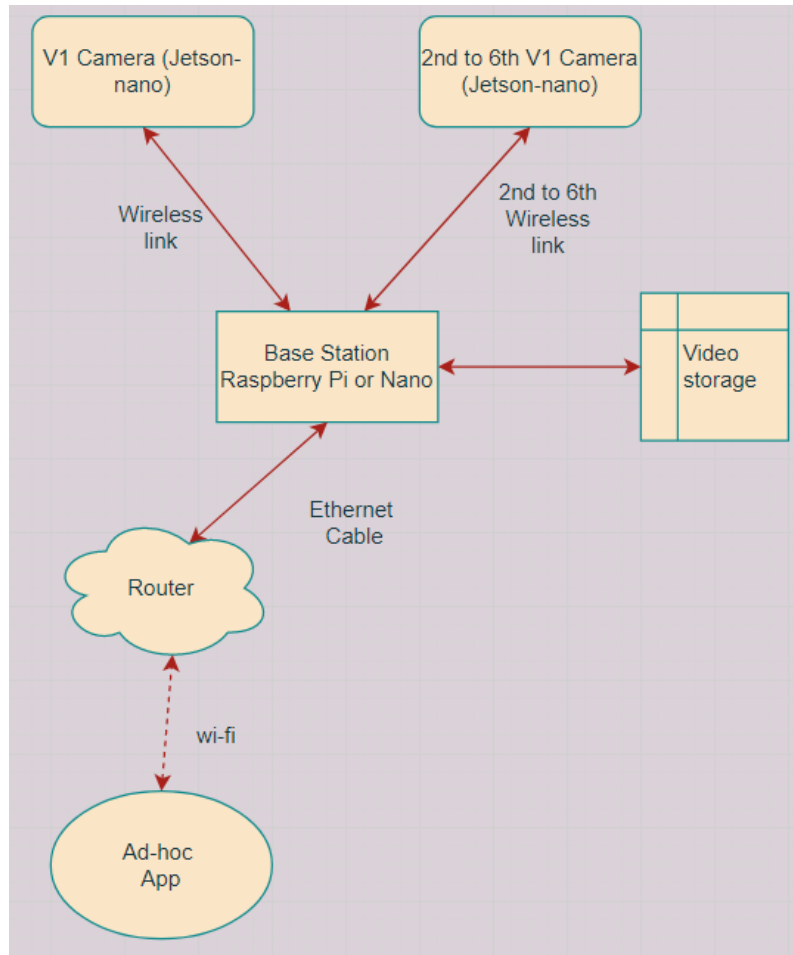 V1 Camera (Jetson-
nano)
2nd to 6th V1 Camera
(Jetson-nano)
Wireless
link
2nd to 6th
Wireless
link
Base Station
Raspberry Pi or Nano
Video
storage
Ethernet
Cable
Router
wi-fi
Ad-hoc
App